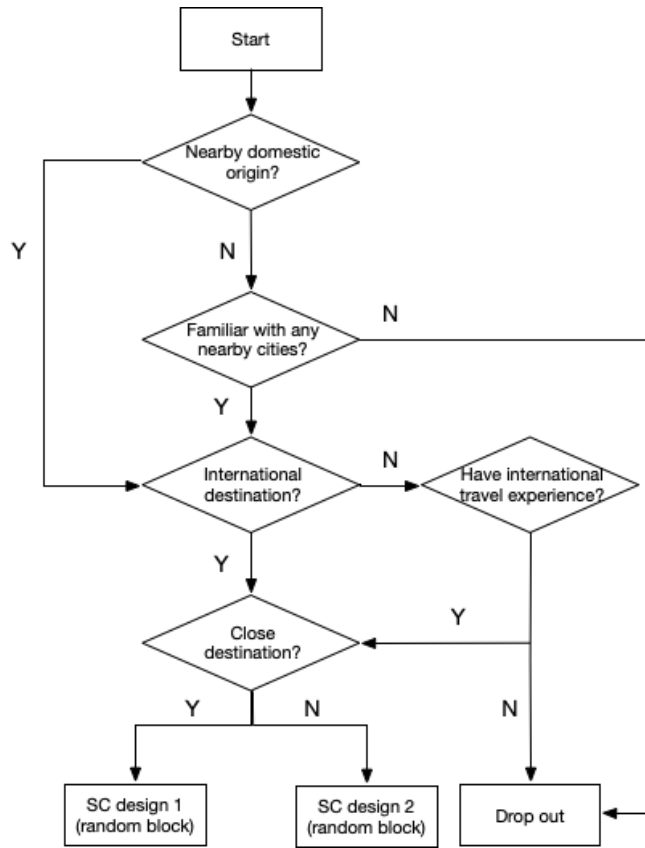 Start
Nearby domestic
origin?
Y
N
Familiar with any
nearby cities?
N
Y
International
destination?
N
Have international
travel experience?
Y
Close
destination?
Y
Y
N
N
SC design 1
(random block)
SC design 2
(random block)
Drop out